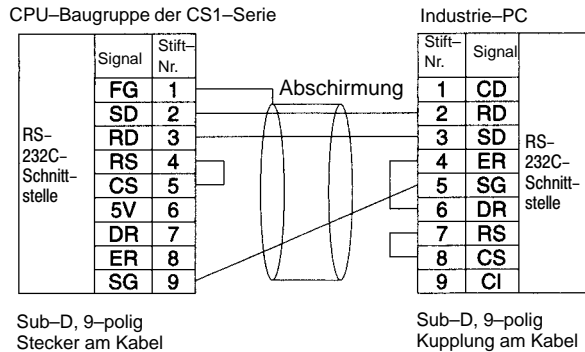 CPU–Baugruppe der CS1–Serie
Industrie–PC
Signal Stift–
Nr.
FG 1
SD 2
RD 3
RS 4
CS 5
5V 6
DR 7
ER 8
SG 9
RS–
232C–
Schnitt–
stelle
Abschirmung
Stift–
Nr. Signal
1 CD
2 RD
3 SD
4 ER
5 SG
6 DR
7 RS
8 CS
9 CI
RS–
232C–
Schnitt–
stelle
Sub–D, 9–polig
Stecker am Kabel
Sub–D, 9–polig
Kupplung am Kabel